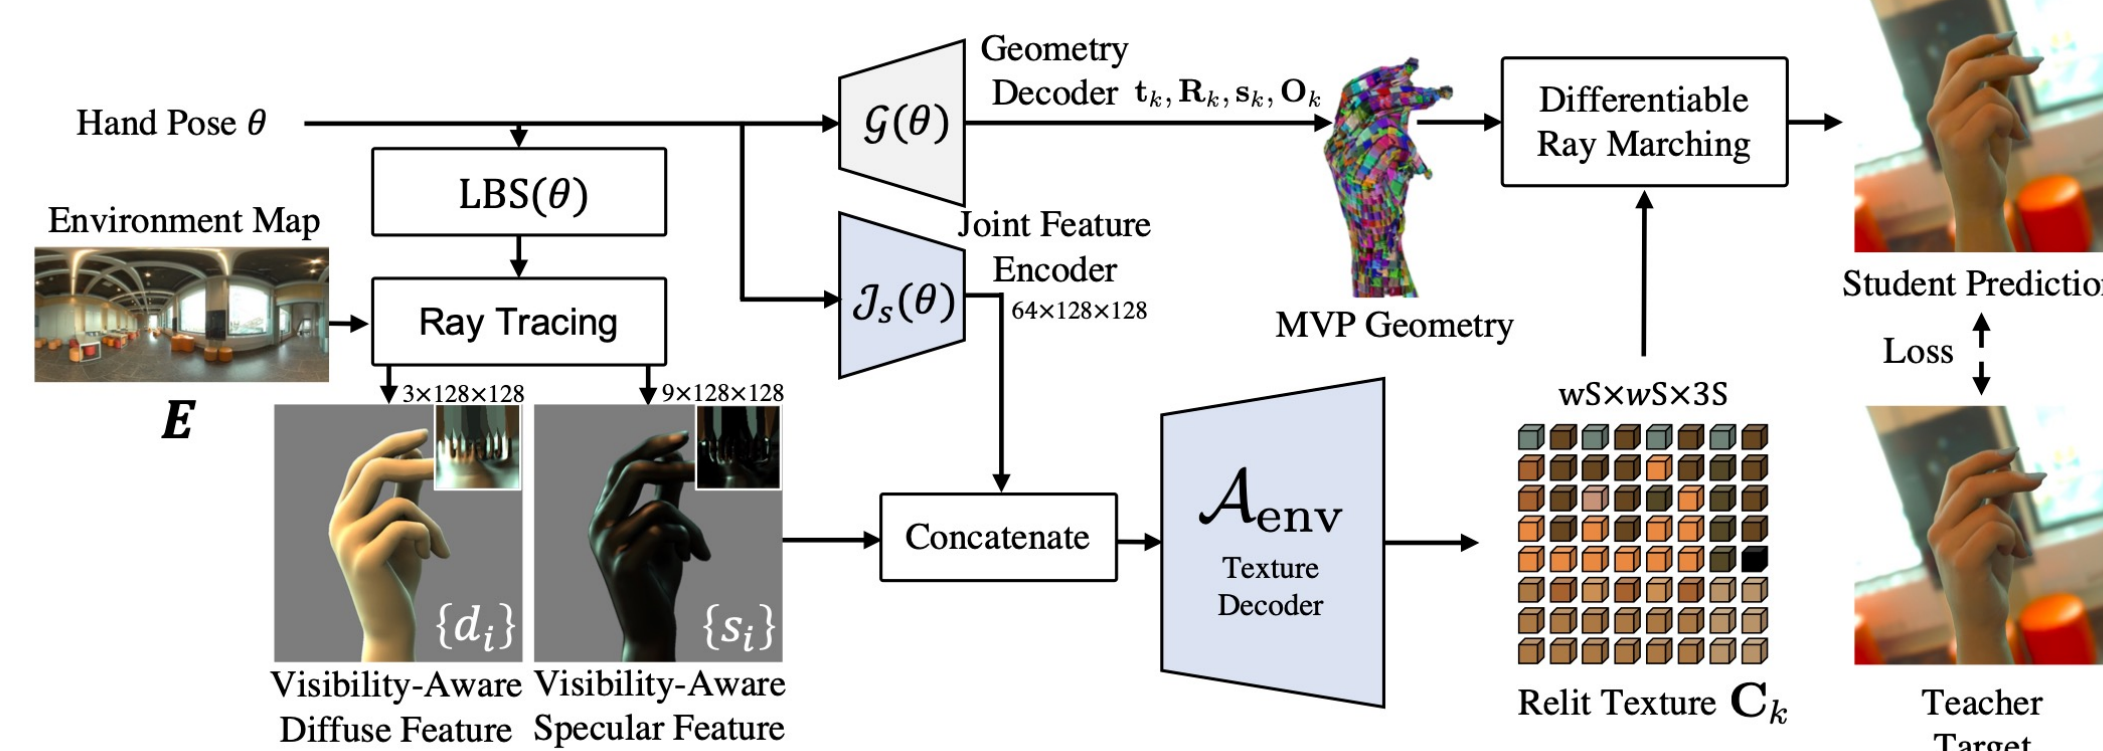 Hand Pose θ
Environment Map
E
LBS(θ)
Ray Tracing
3×128×128
9×128×128
{d_i}
{s_i}
Visibility-Aware
Diffuse Feature
Visibility-Aware
Specular Feature
𝒢(θ)
Geometry
Decoder
t_k, R_k, s_k, O_k
𝒥_s(θ)
Joint Feature
Encoder
64×128×128
Concatenate
𝒜_env
Texture
Decoder
MVP Geometry
Differentiable
Ray Marching
wS×wS×3S
Relit Texture C_k
Student Predictio
Loss
Teacher
Target